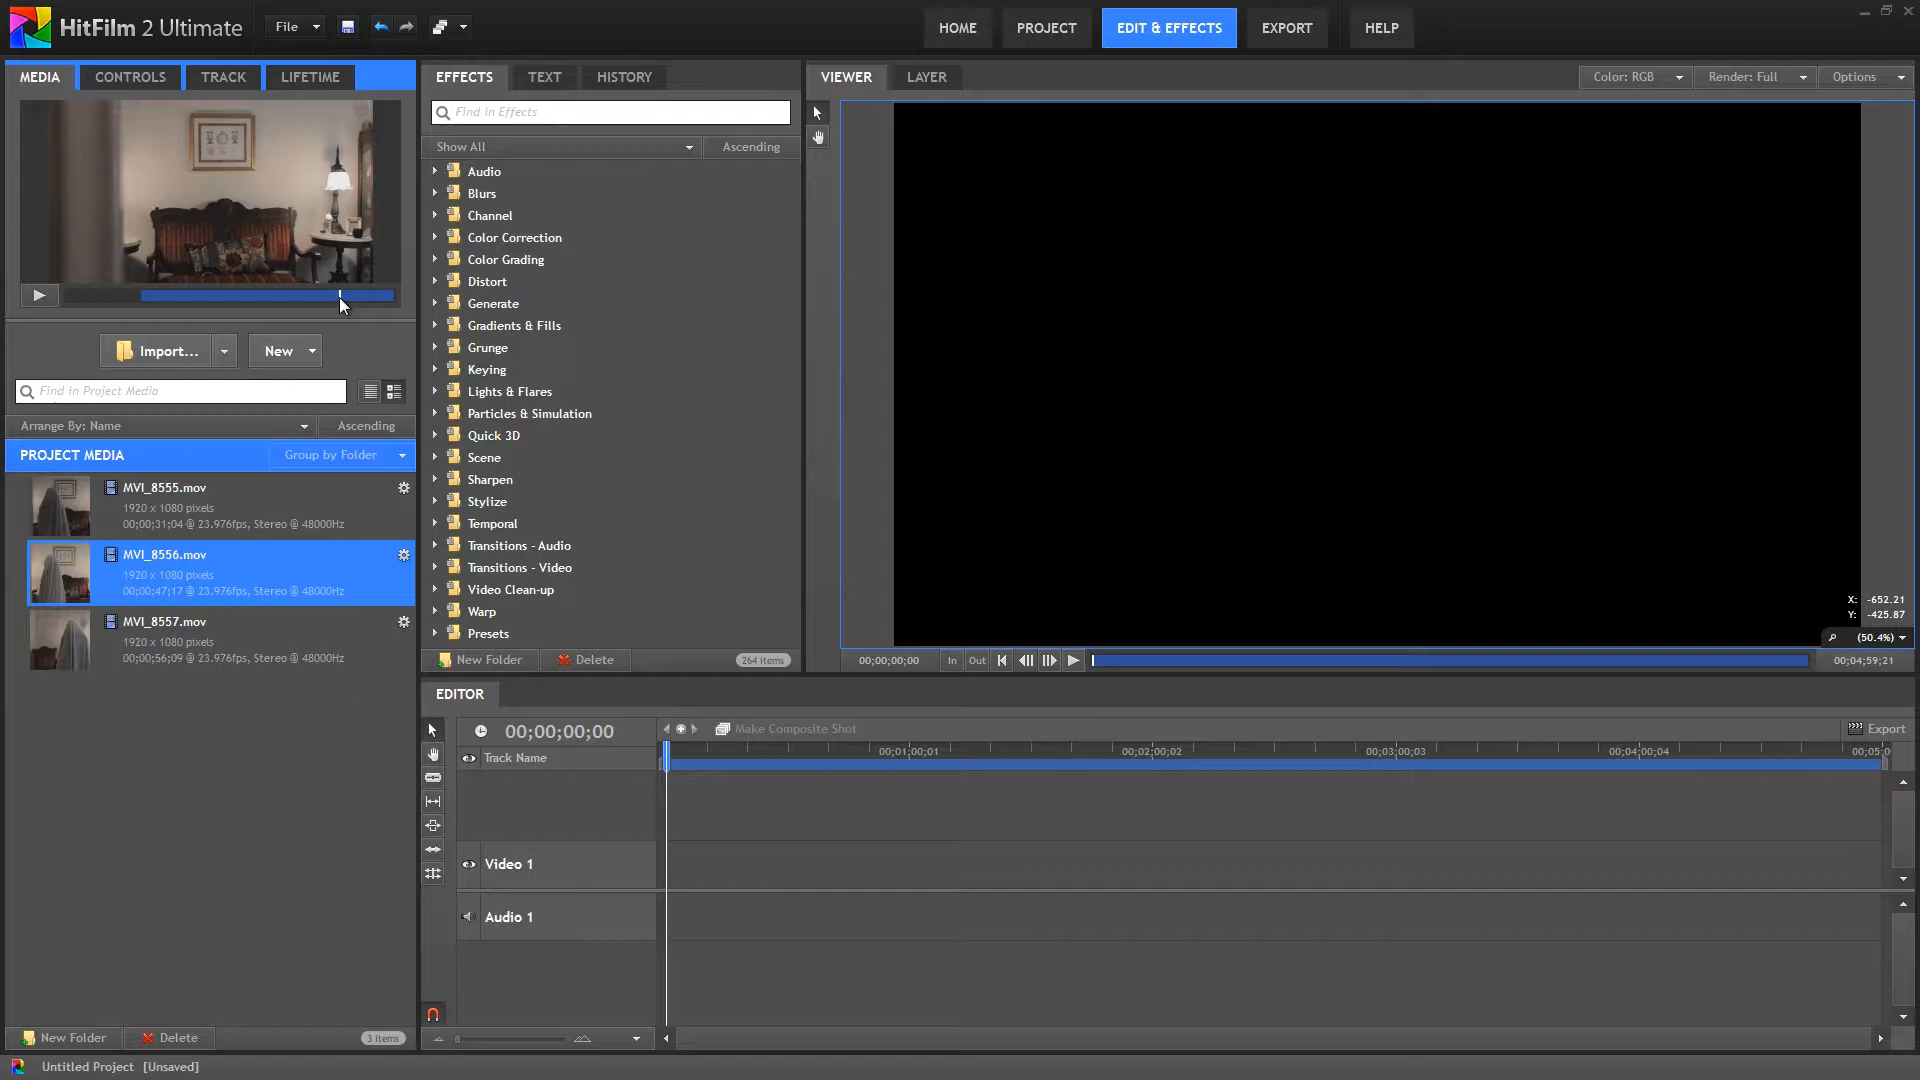 HitFilm 2 Ultimate
File
HOME
PROJECT
EDIT & EFFECTS
EXPORT
HELP
MEDIA
CONTROLS
TRACK
LIFETIME
Import...
New
Find in Project Media
Arrange By: Name
Ascending
PROJECT MEDIA
Group by Folder
MVI_8555.mov
1920 x 1080 pixels
00;00;31;04 @ 23.976fps, Stereo @ 48000Hz
MVI_8556.mov
1920 x 1080 pixels
00;00;47;17 @ 23.976fps, Stereo @ 48000Hz
MVI_8557.mov
1920 x 1080 pixels
00;00;56;09 @ 23.976fps, Stereo @ 48000Hz
New Folder
Delete
3 items
EFFECTS
TEXT
HISTORY
Find in Effects
Show All
Ascending
Audio
Blurs
Channel
Color Correction
Color Grading
Distort
Generate
Gradients & Fills
Grunge
Keying
Lights & Flares
Particles & Simulation
Quick 3D
Scene
Sharpen
Stylize
Temporal
Transitions - Audio
Transitions - Video
Video Clean-up
Warp
Presets
New Folder
Delete
264 items
VIEWER
LAYER
Color: RGB
Render: Full
Options
X: -652.21
Y: -425.87
(50.4%)
00;00;00;00
In
Out
00;04;59;21
EDITOR
00;00;00;00
Make Composite Shot
Export
Track Name
00;01;00;01
00;02;00;02
00;03;00;03
00;04;00;04
00;05;0
Video 1
Audio 1
Untitled Project [Unsaved]